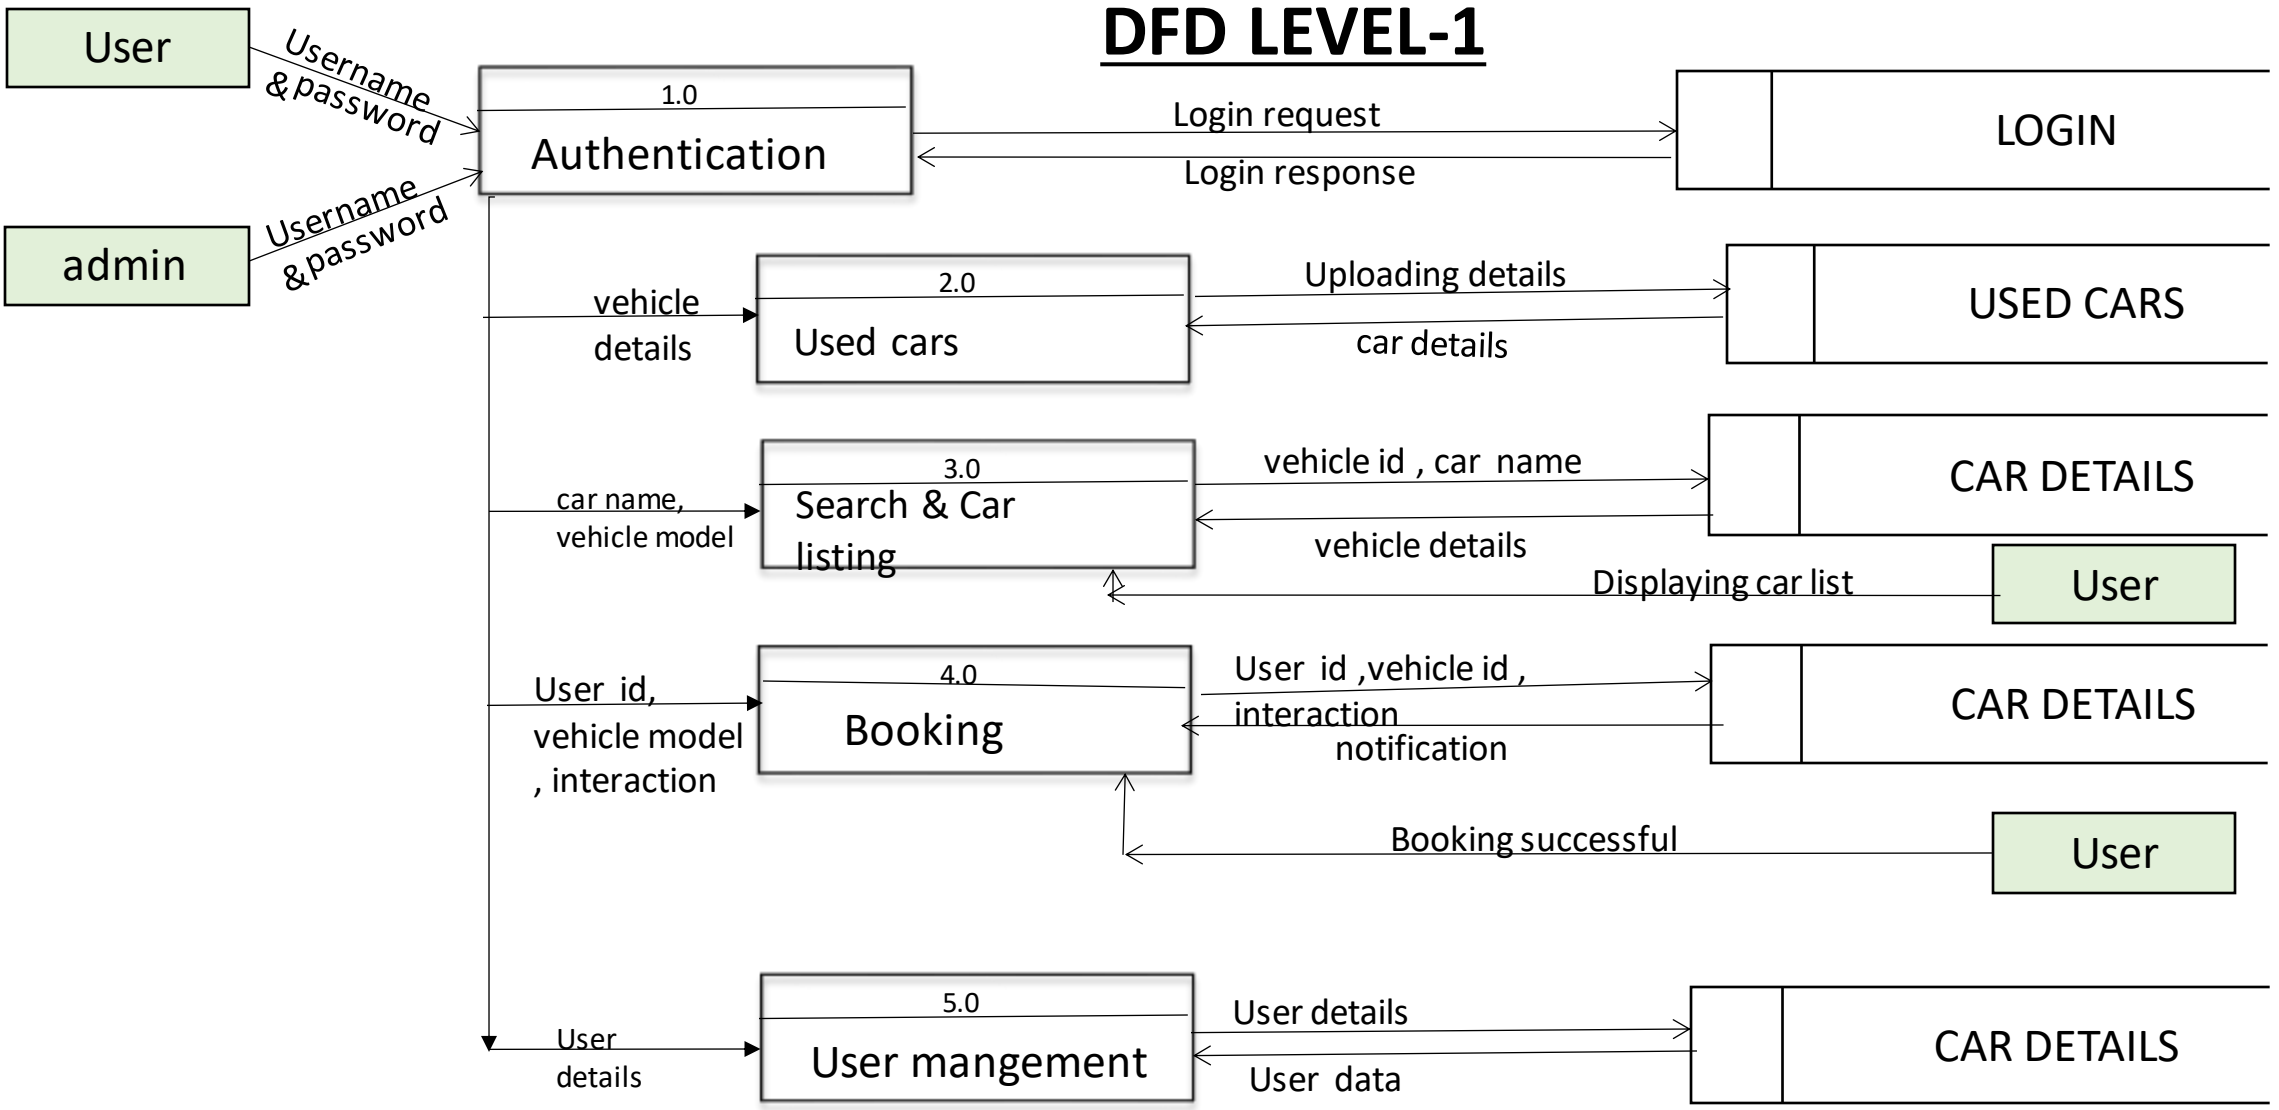 DFD LEVEL-1
User
Username
&password
1.0
Authentication
Login request
Login response
LOGIN
admin
Username
&password
vehicle
details
2.0
Used cars
Uploading details
car details
USED CARS
car name,
vehicle model
3.0
Search & Car
listing
vehicle id , car name
vehicle details
CAR DETAILS
Displaying car list
User
User id,
vehicle model
, interaction
4.0
Booking
User id ,vehicle id ,
interaction
notification
CAR DETAILS
Booking successful
User
User
details
5.0
User mangement
User details
User data
CAR DETAILS